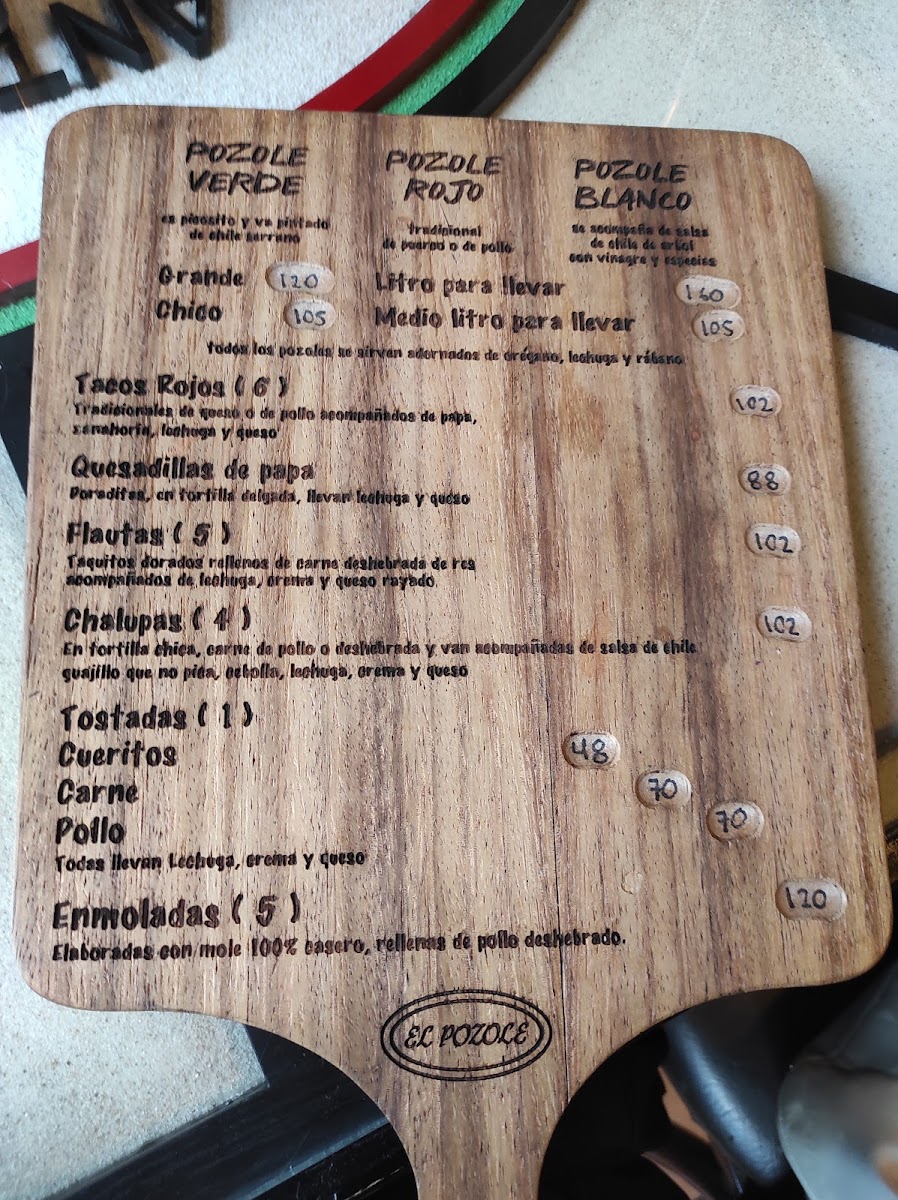 POZOLE VERDE
es picosito y va pintado
de chile serrano
POZOLE ROJO
Tradicional
de puerco o de pollo
POZOLE BLANCO
se acompaña de salsa
de chile de arbol
con vinagre y especies
Grande 120 Litro para llevar 160
Chico 105 Medio litro para llevar 105
Todos los pozoles se sirven adornados de orégano, lechuga y rábano
Tacos Rojos ( 6 ) 102
Tradicionales de queso o de pollo acompañados de papa,
zanahoria, lechuga y queso
Quesadillas de papa 88
Doraditas, en tortilla delgada, llevan lechuga y queso
Flautas ( 5 ) 102
Taquitos dorados rellenos de carne deshebrada de res
acompañados de lechuga, crema y queso rayado
Chalupas ( 4 ) 102
En tortilla chica, carne de pollo o deshebrada y van acompañadas de salsa de chile
guajillo que no pica, cebolla, lechuga, crema y queso
Tostadas ( 1 )
Cueritos 48
Carne 70
Pollo 70
Todas llevan Lechuga, crema y queso
Enmoladas ( 5 ) 120
Elaboradas con mole 100% casero, rellenas de pollo deshebrado.
EL POZOLE